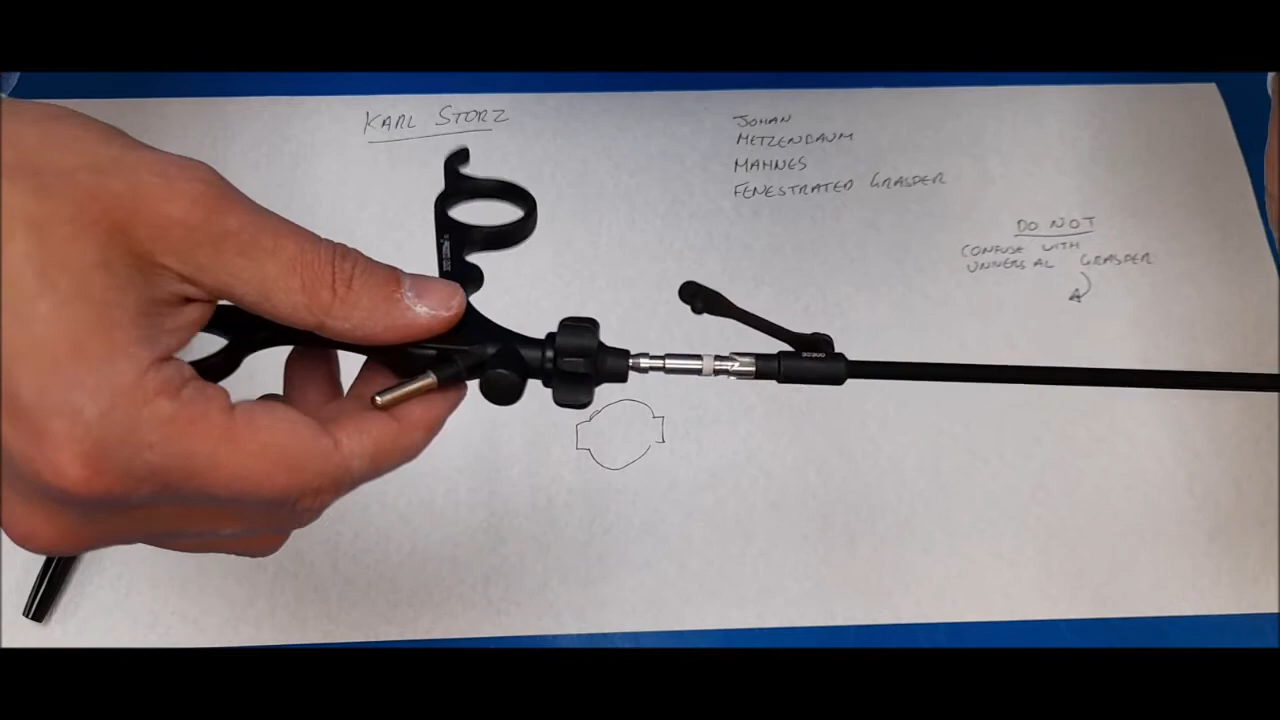 KARL STORZ
JOHAN
METZENBAUM
MAHNES
FENESTRATED GRASPER
DO NOT
CONFUSE WITH
UNIVERSAL GRASPER